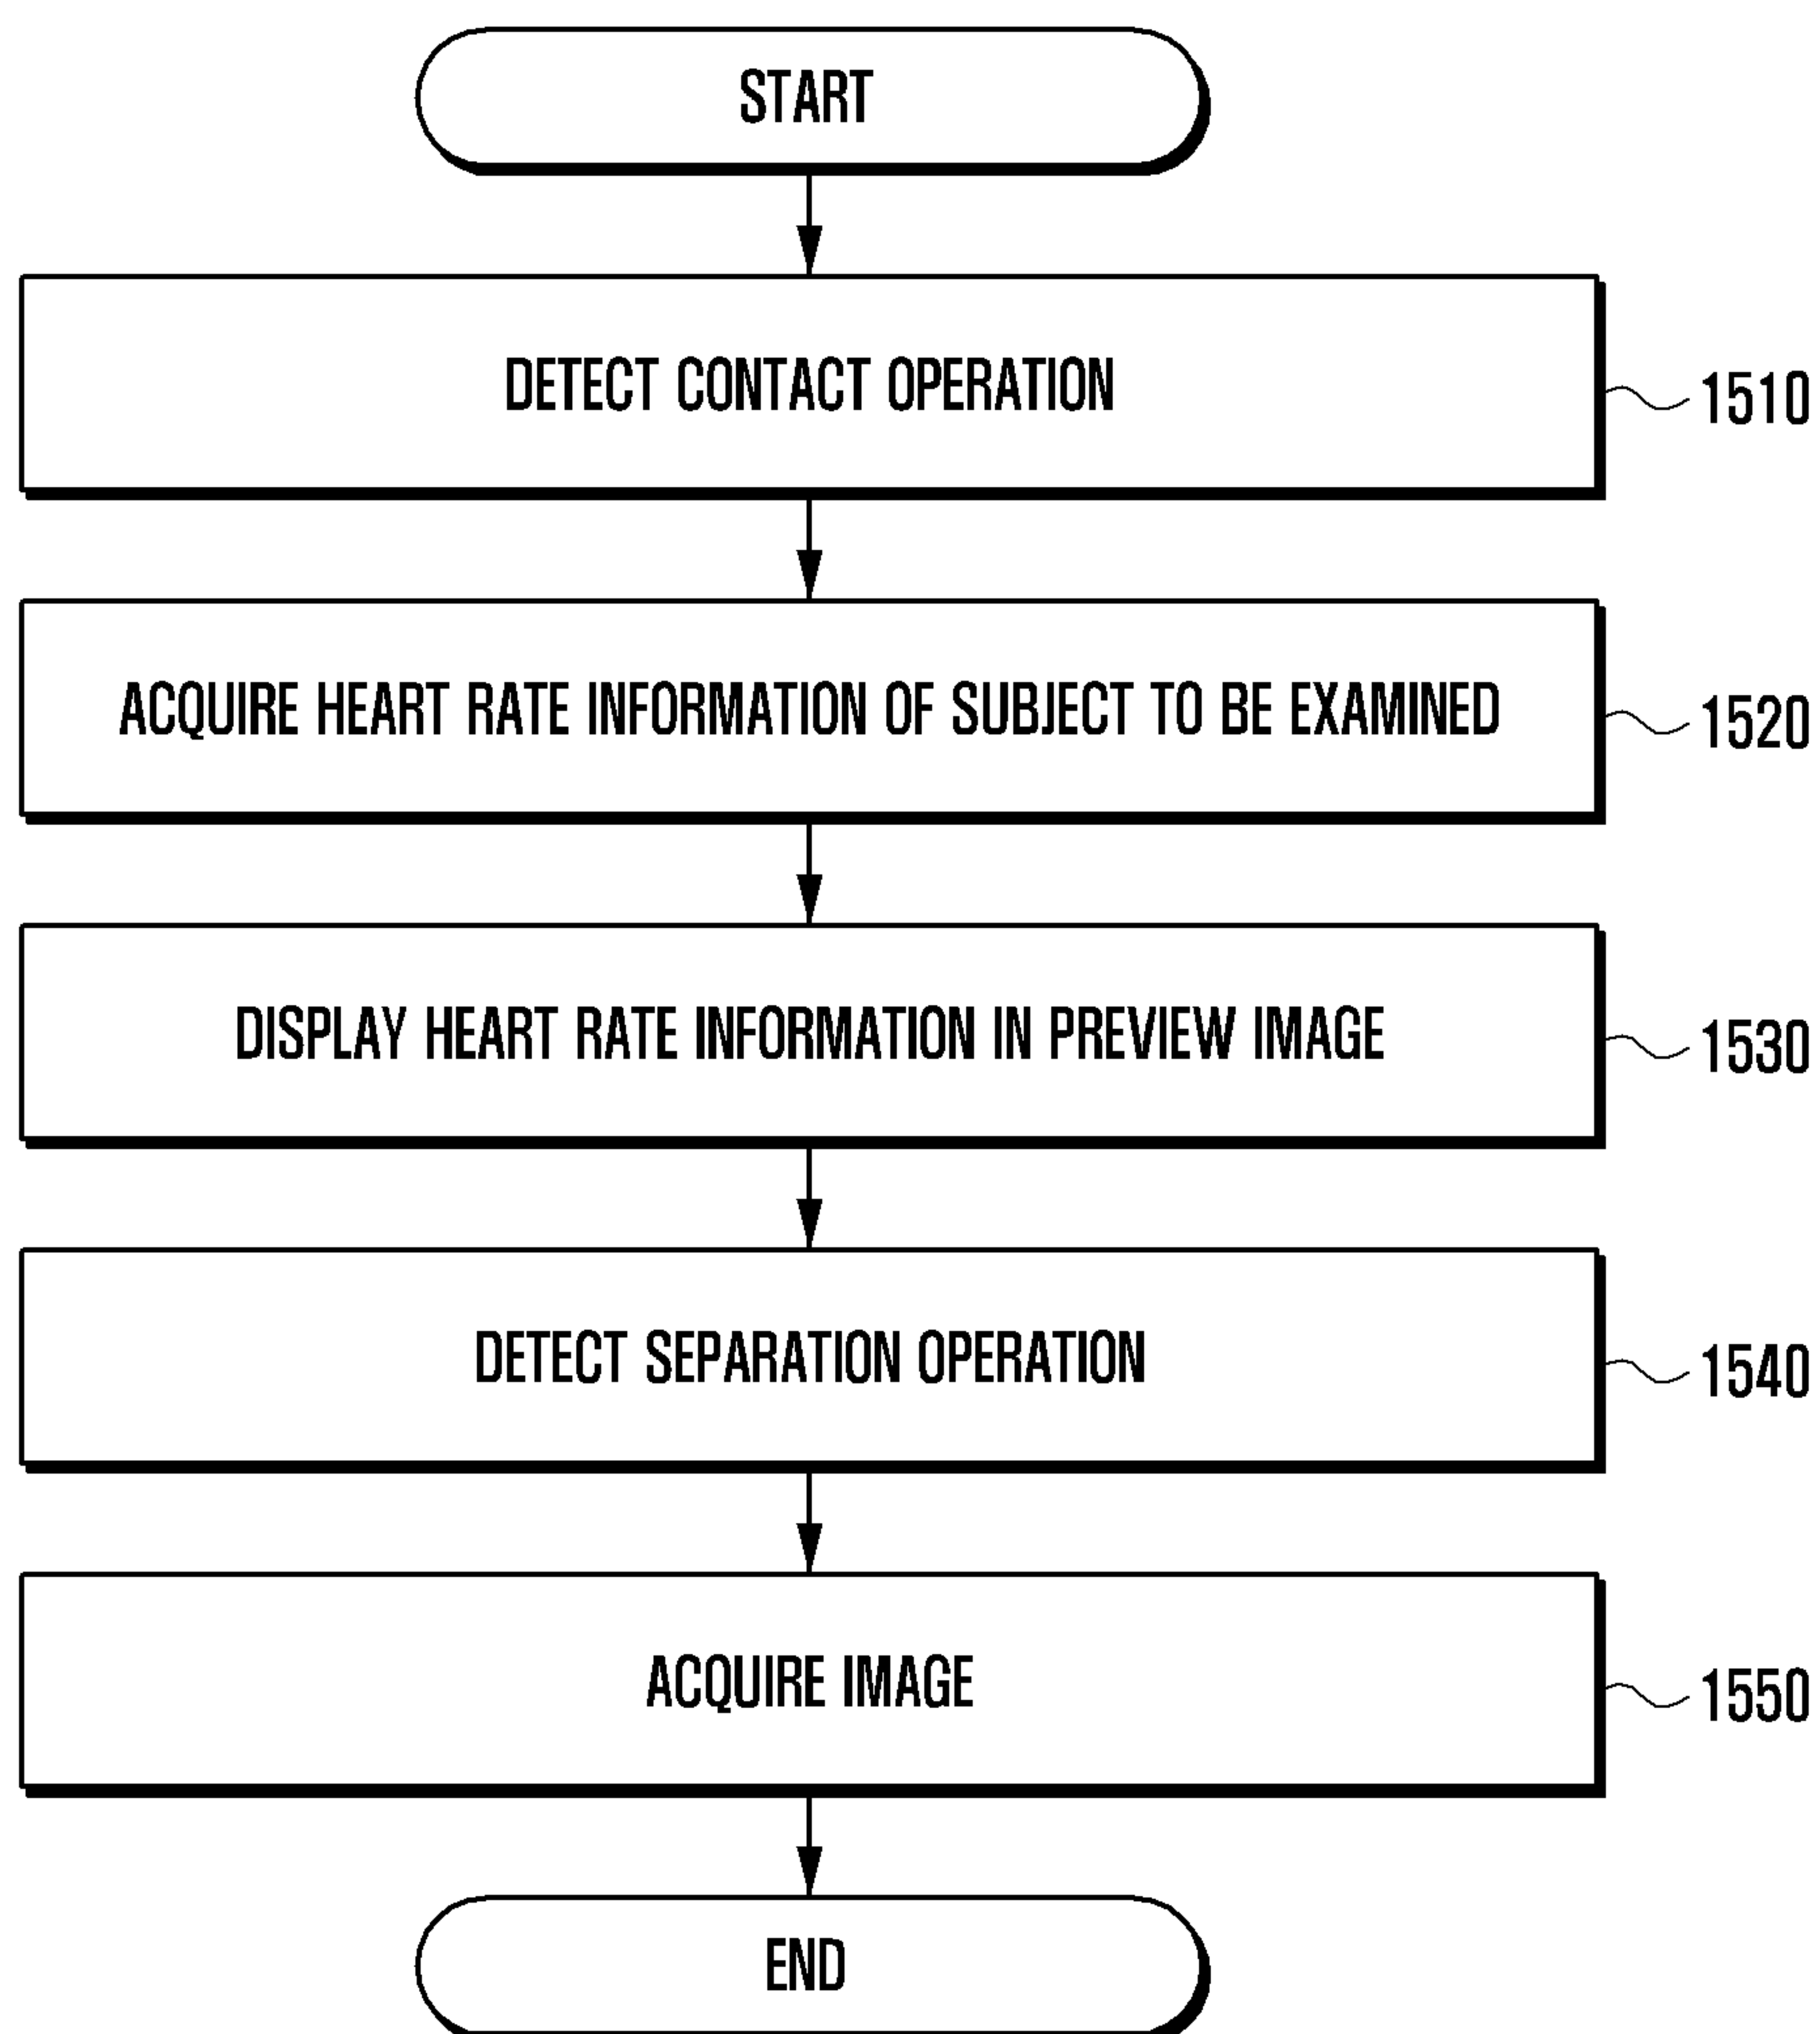 START
DETECT CONTACT OPERATION
1510
ACQUIRE HEART RATE INFORMATION OF SUBJECT TO BE EXAMINED
1520
DISPLAY HEART RATE INFORMATION IN PREVIEW IMAGE
1530
DETECT SEPARATION OPERATION
1540
ACQUIRE IMAGE
1550
END